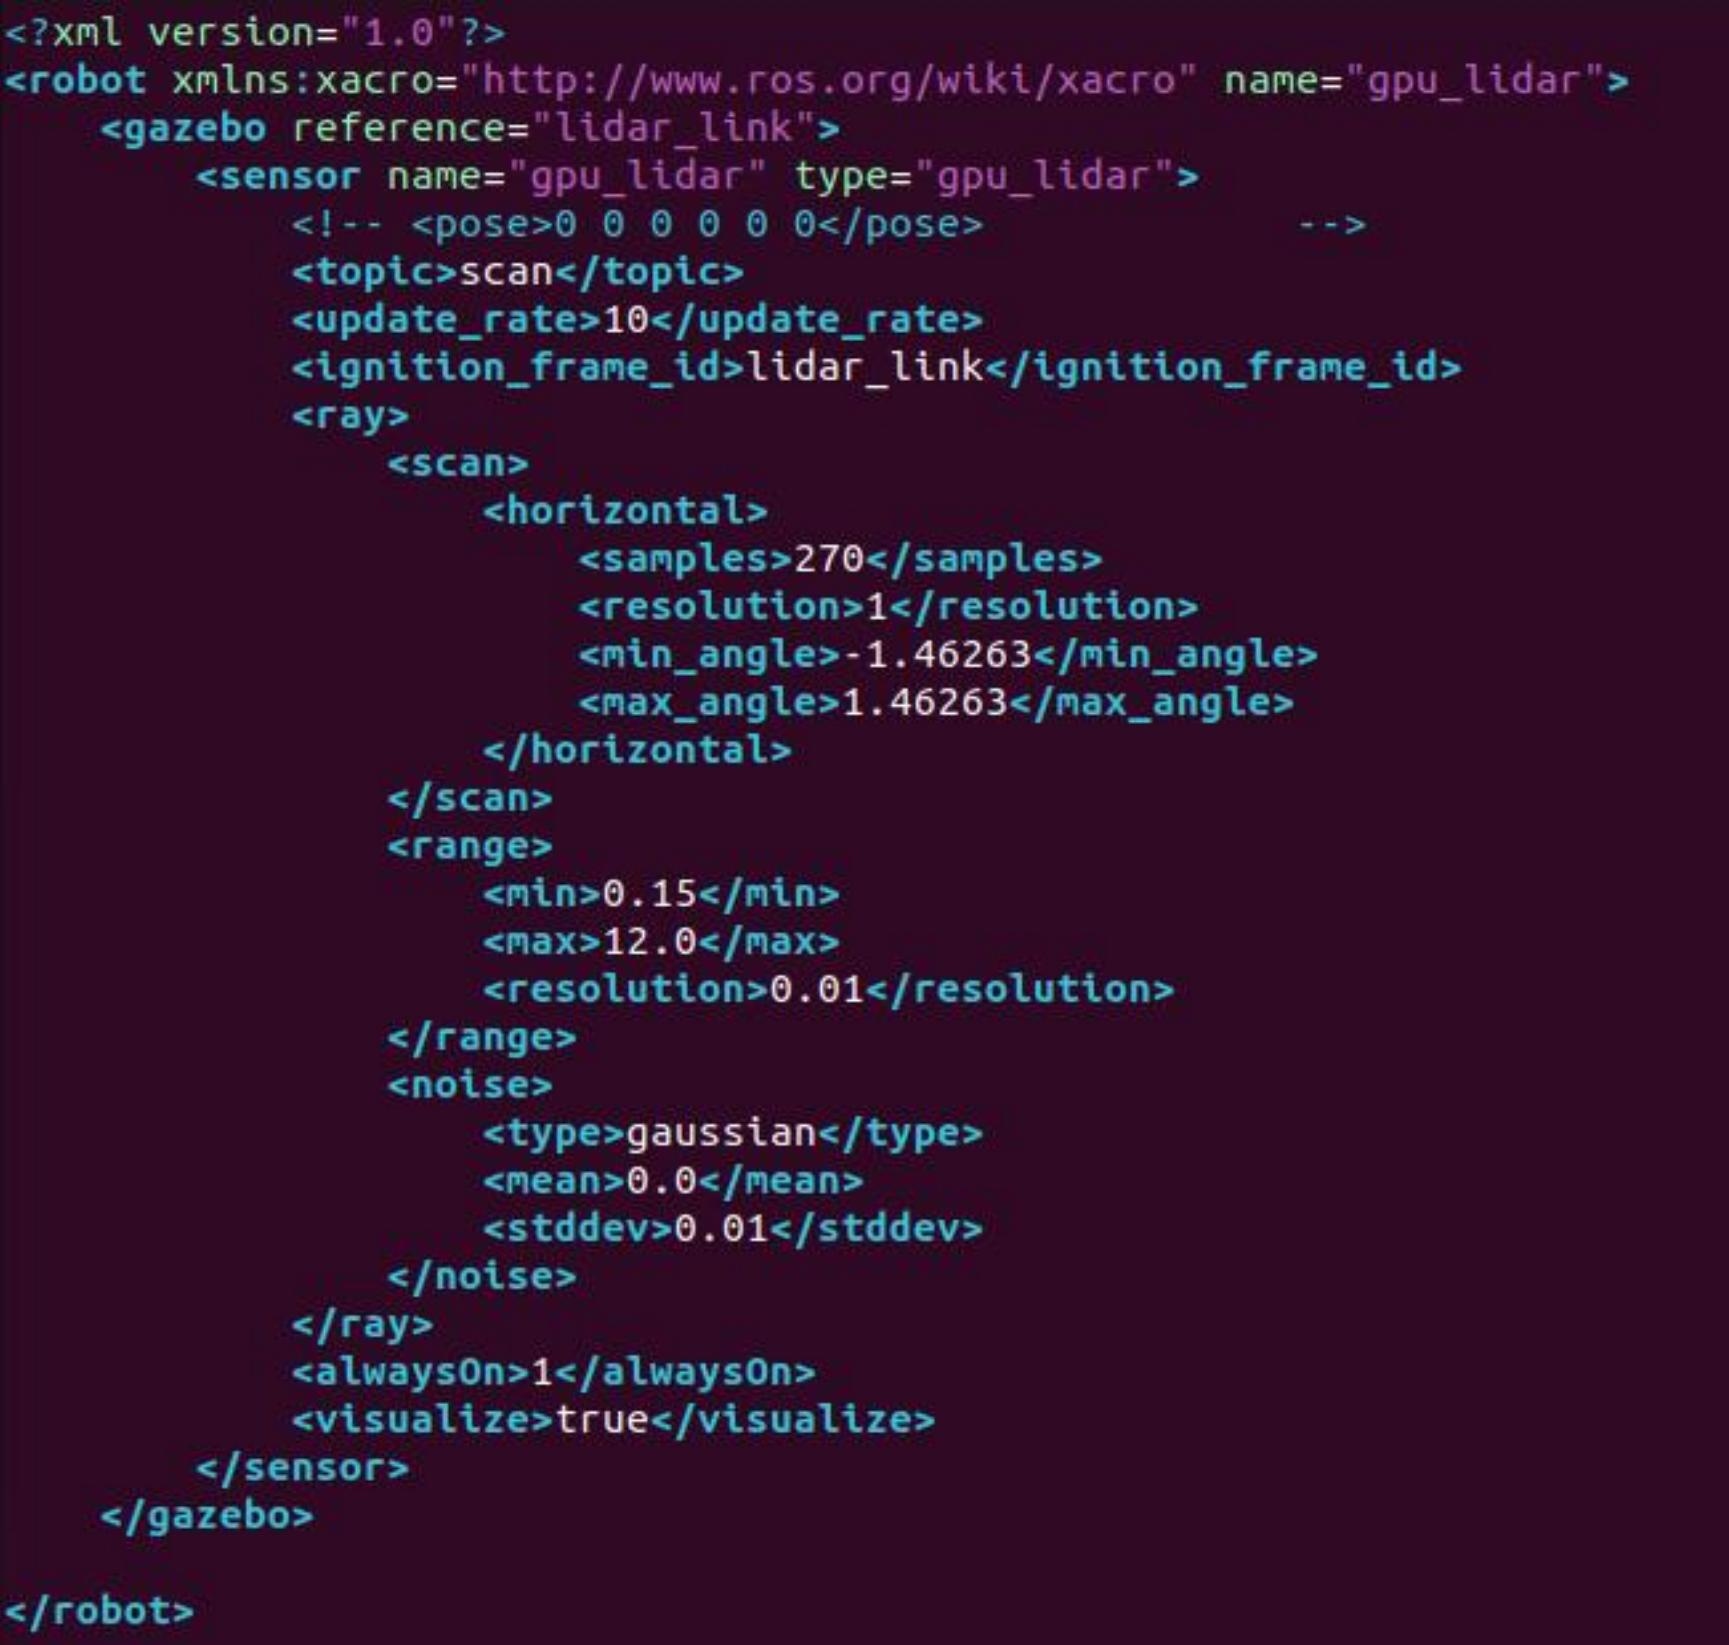 <?xml version="1.0"?>
<robot xmlns:xacro="http://www.ros.org/wiki/xacro" name="gpu_lidar">
    <gazebo reference="lidar_link">
        <sensor name="gpu_lidar" type="gpu_lidar">
            <!-- <pose>0 0 0 0 0 0</pose>             -->
            <topic>scan</topic>
            <update_rate>10</update_rate>
            <ignition_frame_id>lidar_link</ignition_frame_id>
            <ray>
                <scan>
                    <horizontal>
                        <samples>270</samples>
                        <resolution>1</resolution>
                        <min_angle>-1.46263</min_angle>
                        <max_angle>1.46263</max_angle>
                    </horizontal>
                </scan>
                <range>
                    <min>0.15</min>
                    <max>12.0</max>
                    <resolution>0.01</resolution>
                </range>
                <noise>
                    <type>gaussian</type>
                    <mean>0.0</mean>
                    <stddev>0.01</stddev>
                </noise>
            </ray>
            <alwaysOn>1</alwaysOn>
            <visualize>true</visualize>
        </sensor>
    </gazebo>

</robot>